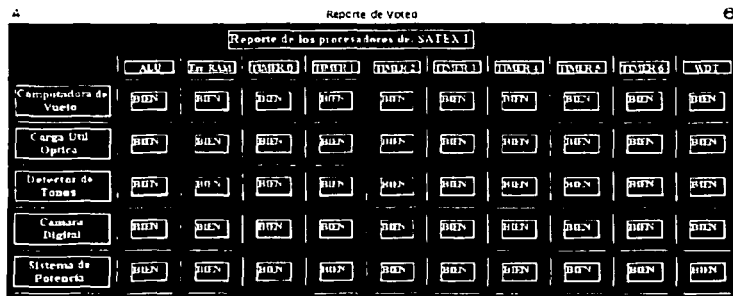 Reporte de Voteo
Reporte de los procesadores de SATEX 1
ALU Err RAM TIMER 0 TIMER 1 TIMER 2 TIMER 3 TIMER 4 TIMER 5 TIMER 6 WDT
Computadora de
Vuelo
BIEN BIEN BIEN BIEN BIEN BIEN BIEN BIEN BIEN BIEN
Carga Util
Optica
BIEN BIEN BIEN BIEN BIEN BIEN BIEN BIEN BIEN BIEN
Detector de
Tonos
BIEN BIEN BIEN BIEN BIEN BIEN BIEN BIEN BIEN BIEN
Camara
Digital
BIEN BIEN BIEN BIEN BIEN BIEN BIEN BIEN BIEN BIEN
Sistema de
Potencia
BIEN BIEN BIEN BIEN BIEN BIEN BIEN BIEN BIEN BIEN